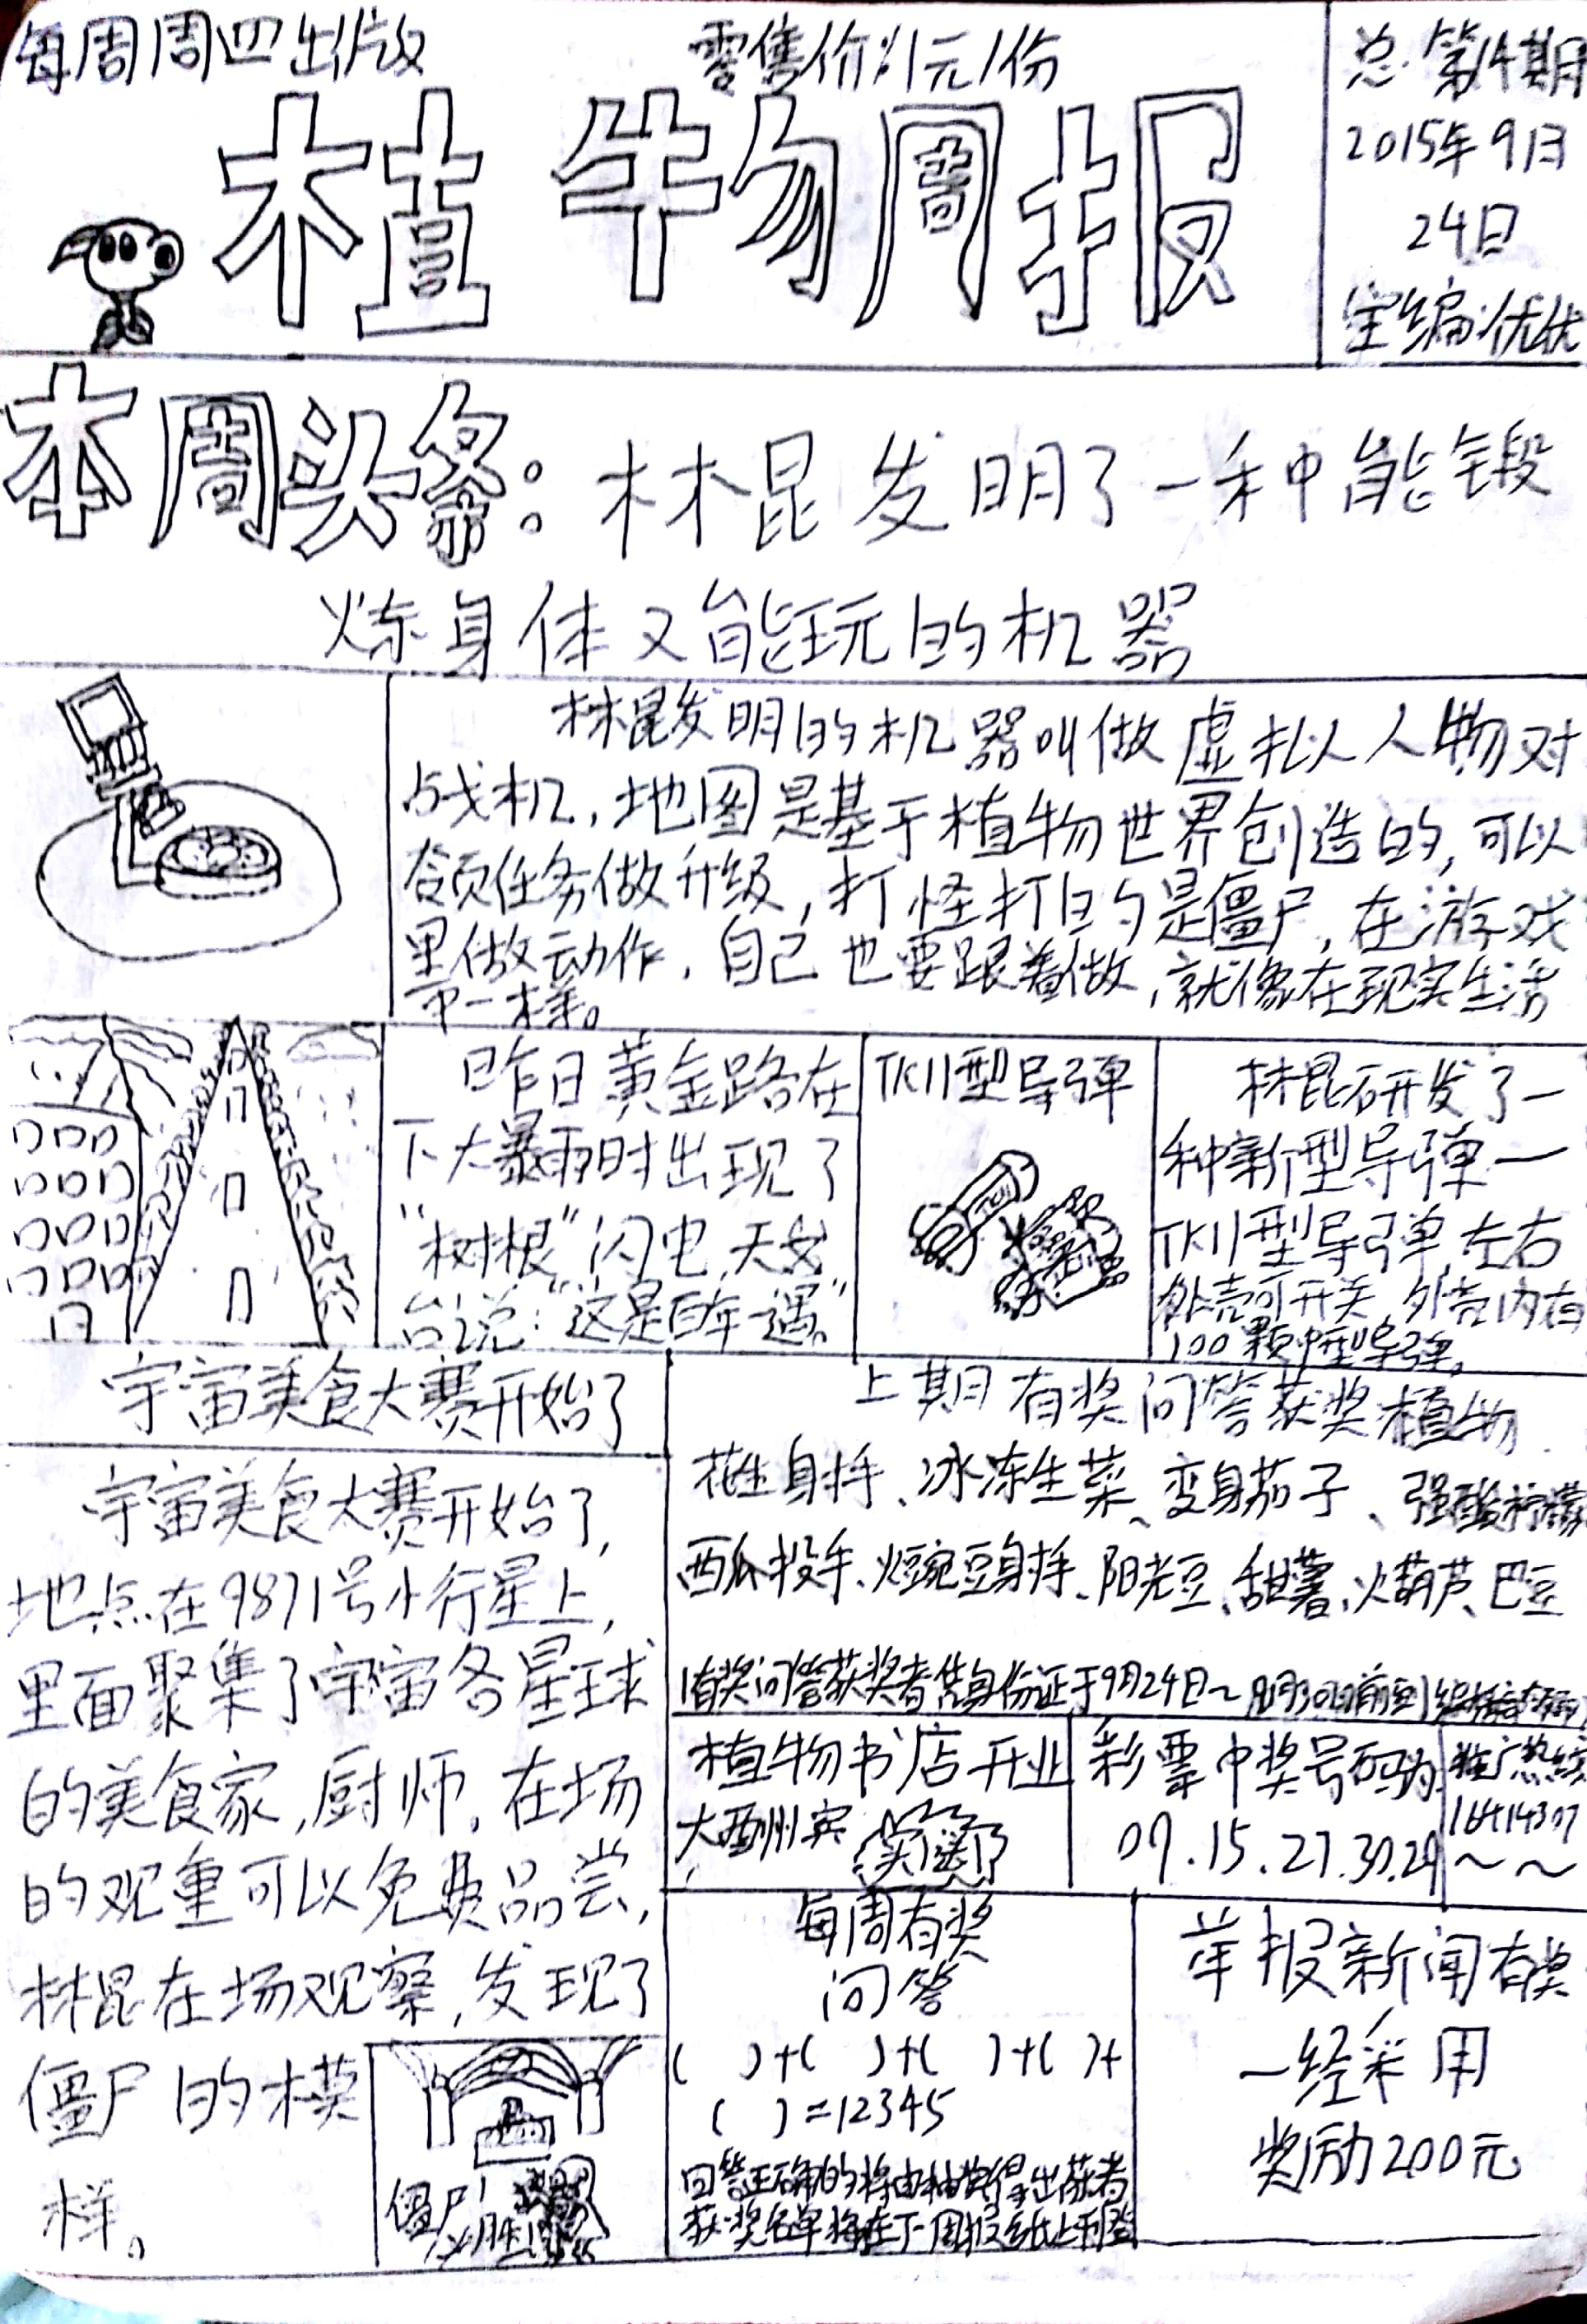 每周周四出版
零售价:1元/份
植物周报
总第14期
2015年9月
24日
主编:优优
本周头条:林昆发明了一种能锻
炼身体又能玩的机器
林昆发明的机器叫做虚拟人物对
战机,地图是基于植物世界创造的,可以
领任务做升级,打怪打的是僵尸,在游戏
里做动作,自己也要跟着做,就像在现实生活
中一样。
昨日黄金路在
下大暴雨时出现了
“树根”闪电,天文
台说:“这是百年一遇。”
TK11型导弹
林昆研发了一
种新型导弹一
TK11型导弹,左右
外壳可开关,外壳内有
100颗中型导弹。
宇宙美食大赛开始了
宇宙美食大赛开始了,
地点在9871号小行星上,
里面聚集了宇宙各星球
的美食家,厨师,在场
的观重可以免费品尝,
林昆在场观察,发现了
僵尸的模
样。
僵尸
必胜!
上期有奖问答获奖植物
花生射手、冰冻生菜、变身茄子、强酸柠檬
西瓜投手、火豌豆射手、阳光豆、甜薯、火葫芦、巴豆
有奖问答获奖者凭身份证于9月24日~9月30日前到
植物书店开业
大酬宾
彩票中奖号码为
09.15.27.30.29
推广热线
16414307
~~
每周有奖
问答
( )+( )+( )+( )+
( )=12345
回答正确的将由抽奖得出获者
获奖名单将在下一周报纸上刊登
举报新闻有奖
一经采用
奖励200元